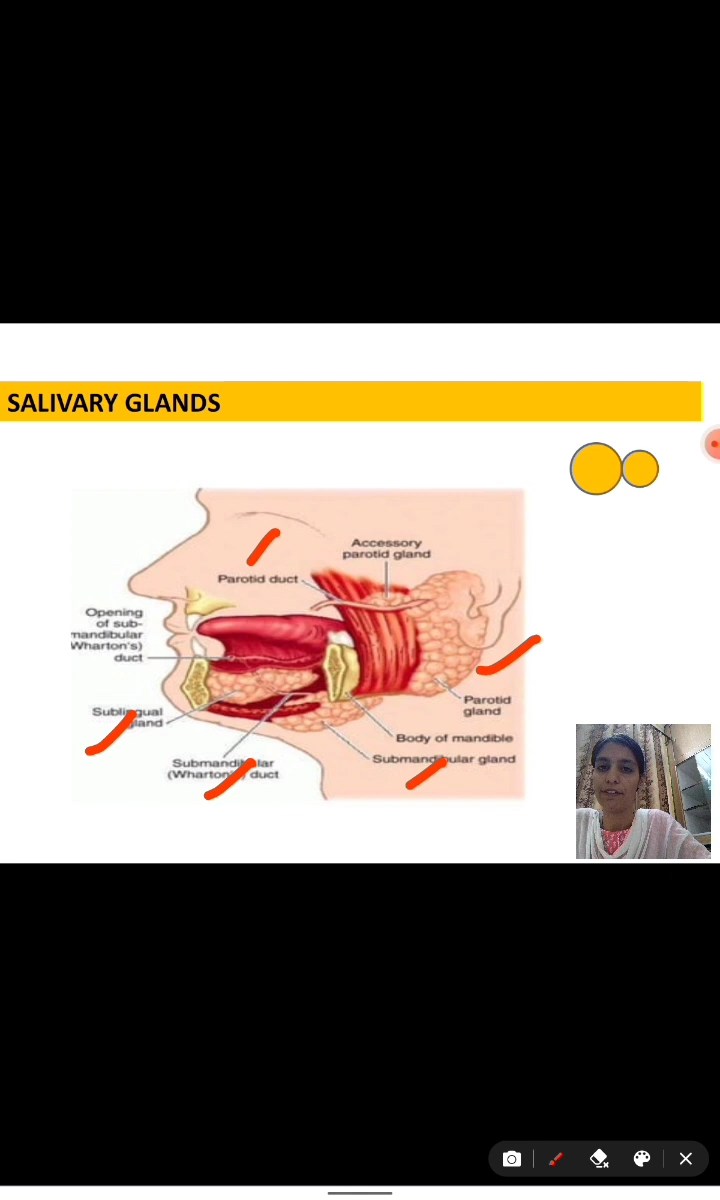 SALIVARY GLANDS
Accessory
parotid gland
Parotid duct
Opening
of sub-
mandibular
Wharton's)
duct
Sublingual
gland
Parotid
gland
Body of mandible
Submandibular gland
Submandibular
(Wharton's) duct